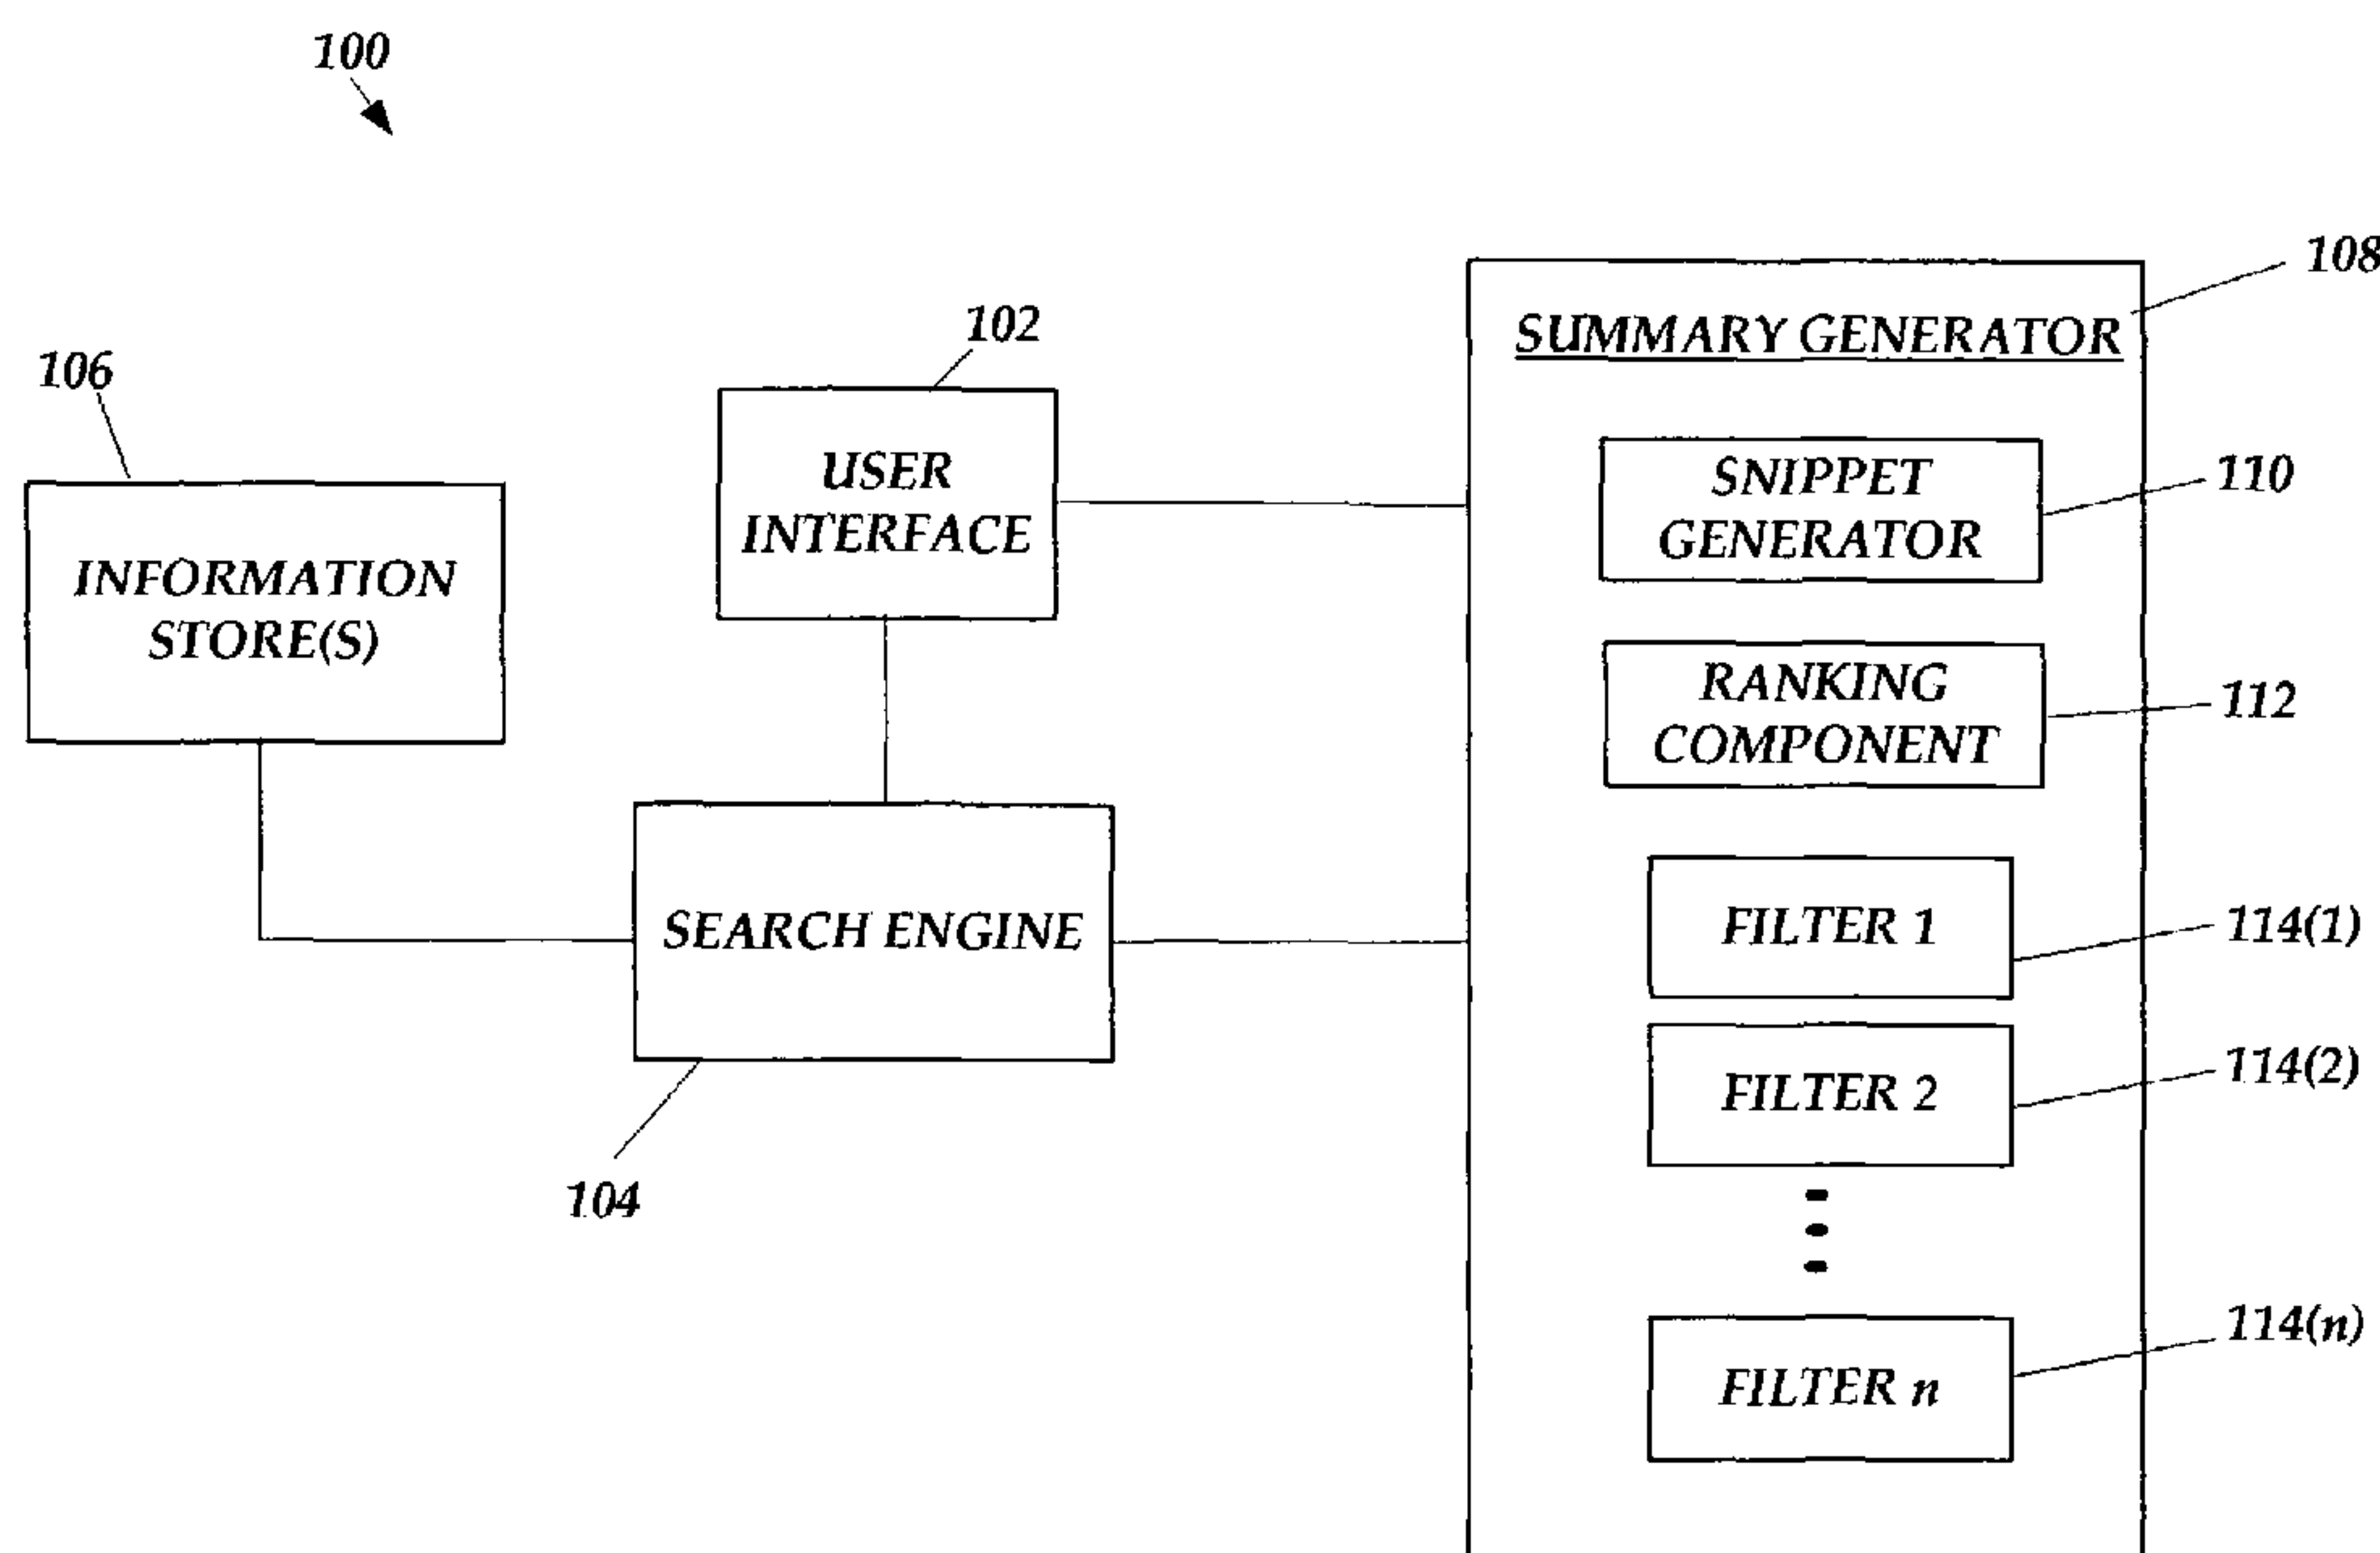 100
108
SUMMARY GENERATOR
102
106
USER
INTERFACE
SNIPPET
GENERATOR
110
INFORMATION
STORE(S)
RANKING
COMPONENT
112
SEARCH ENGINE
FILTER 1
114(1)
FILTER 2
114(2)
104
FILTER n
114(n)